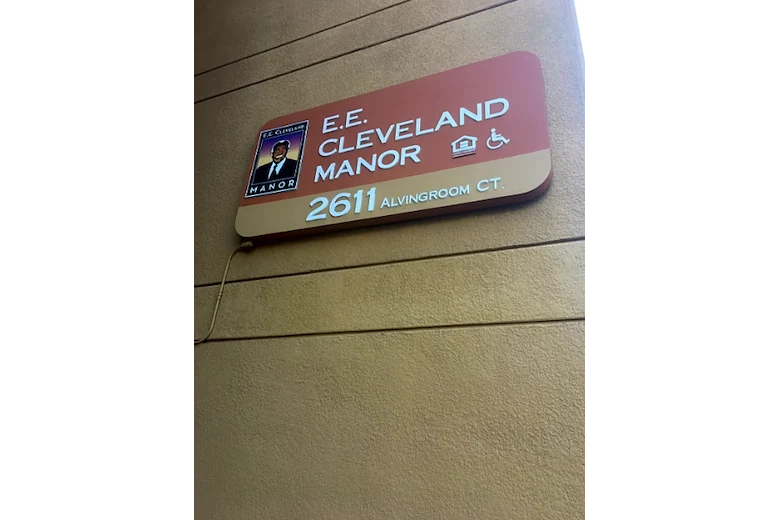 E.E. CLEVELAND
MANOR
E.E.
CLEVELAND
MANOR
2611 ALVINGROOM CT.